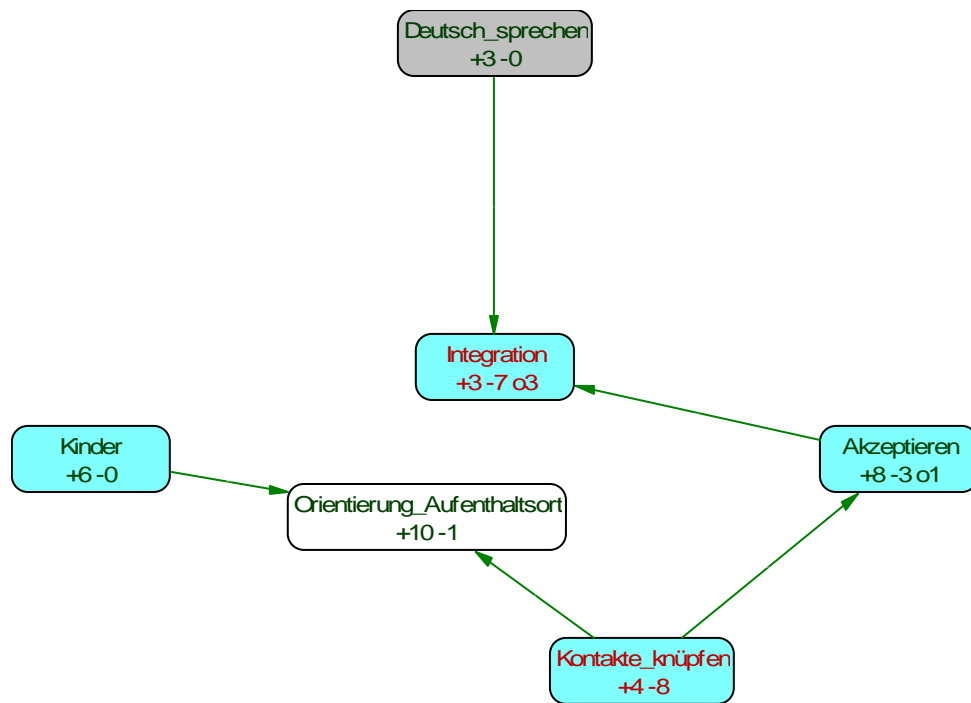 Deutsch_sprechen
+3 -0
Integration
+3 -7 o3
Kinder
+6 -0
Akzeptieren
+8 -3 o1
Orientierung_Aufenthaltsort
+10 -1
Kontakte_knüpfen
+4 -8